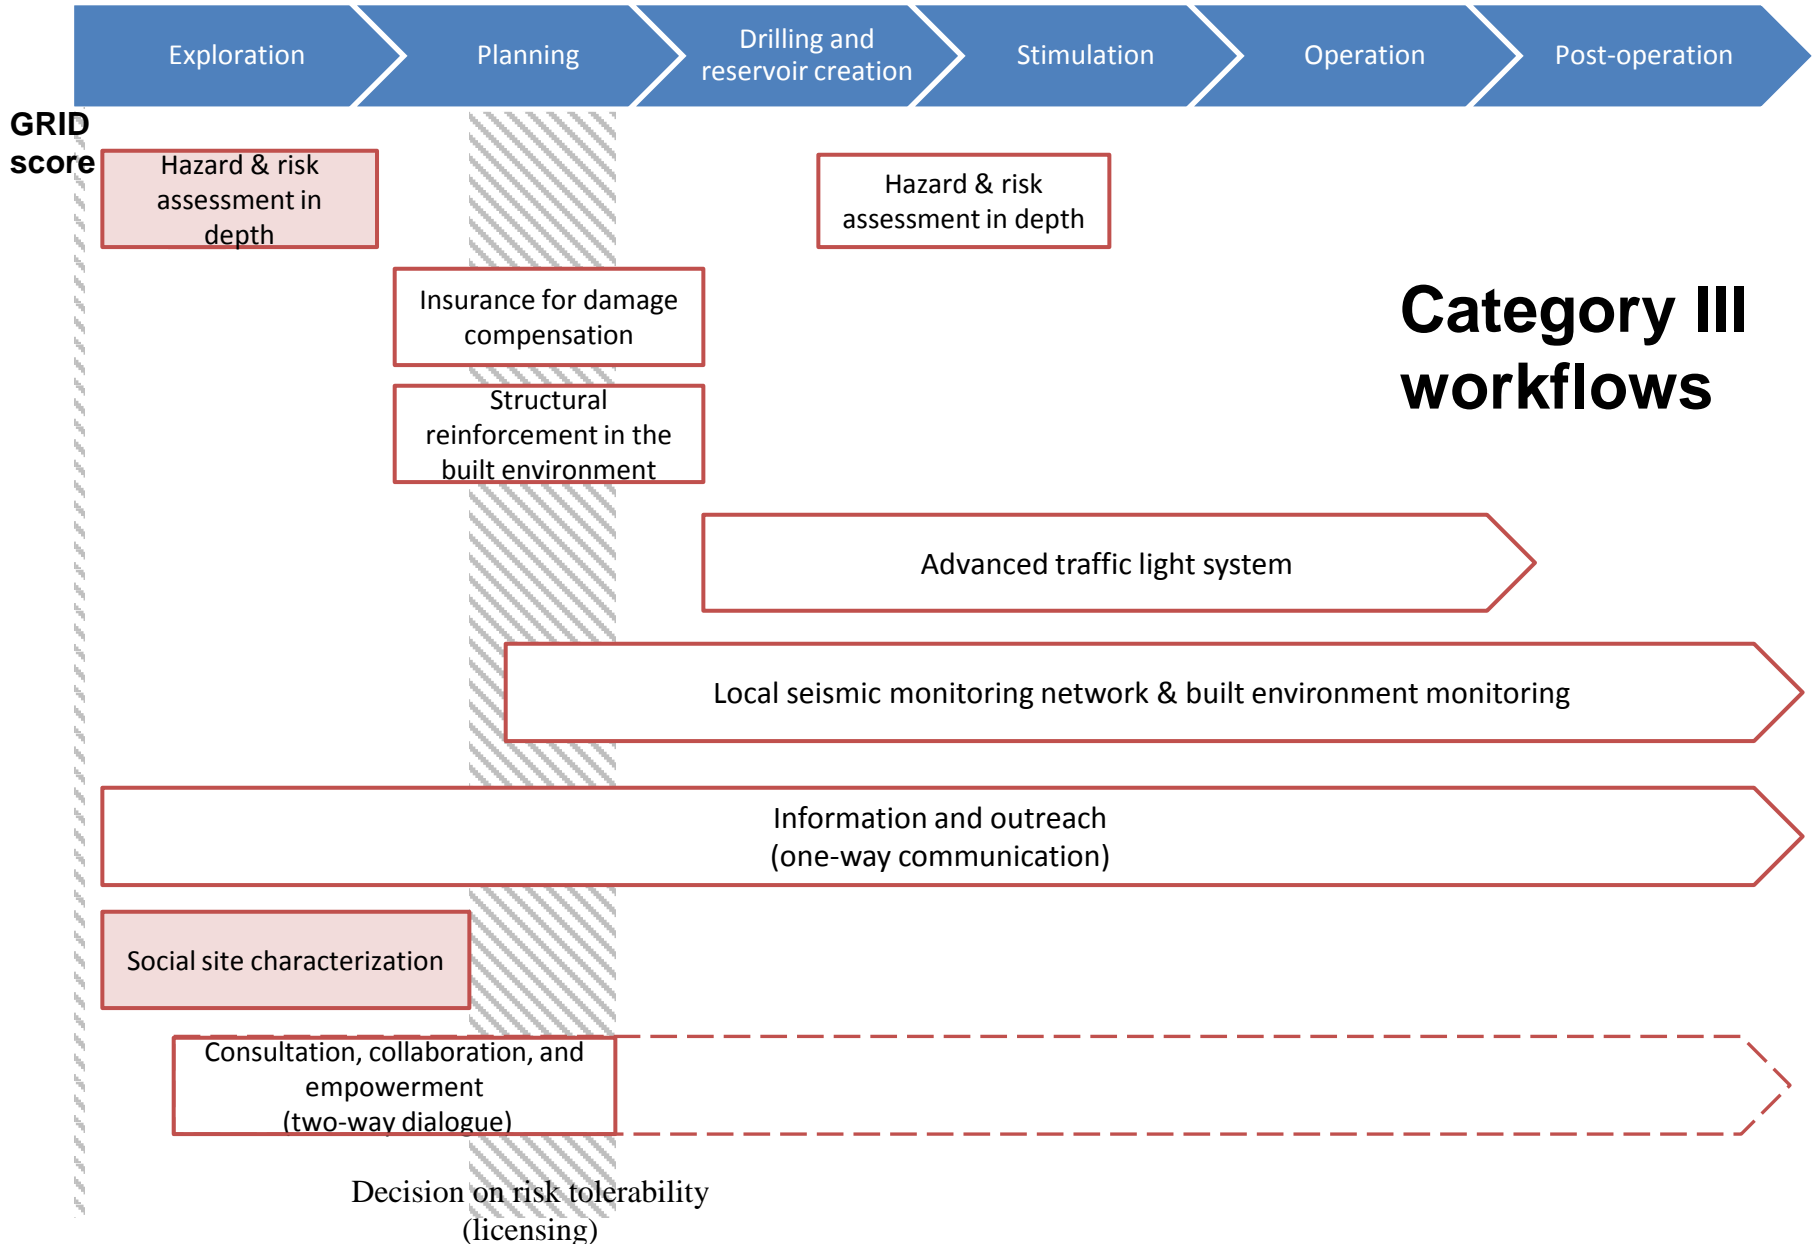 Exploration
Planning
Drilling and
reservoir creation
Stimulation
Operation
Post-operation
GRID
score
Hazard & risk
assessment in
depth
Hazard & risk
assessment in depth
Insurance for damage
compensation
Category III
workflows
Structural
reinforcement in the
built environment
Advanced traffic light system
Local seismic monitoring network & built environment monitoring
Information and outreach
(one-way communication)
Social site characterization
Consultation, collaboration, and
empowerment
(two-way dialogue)
Decision on risk tolerability
(licensing)